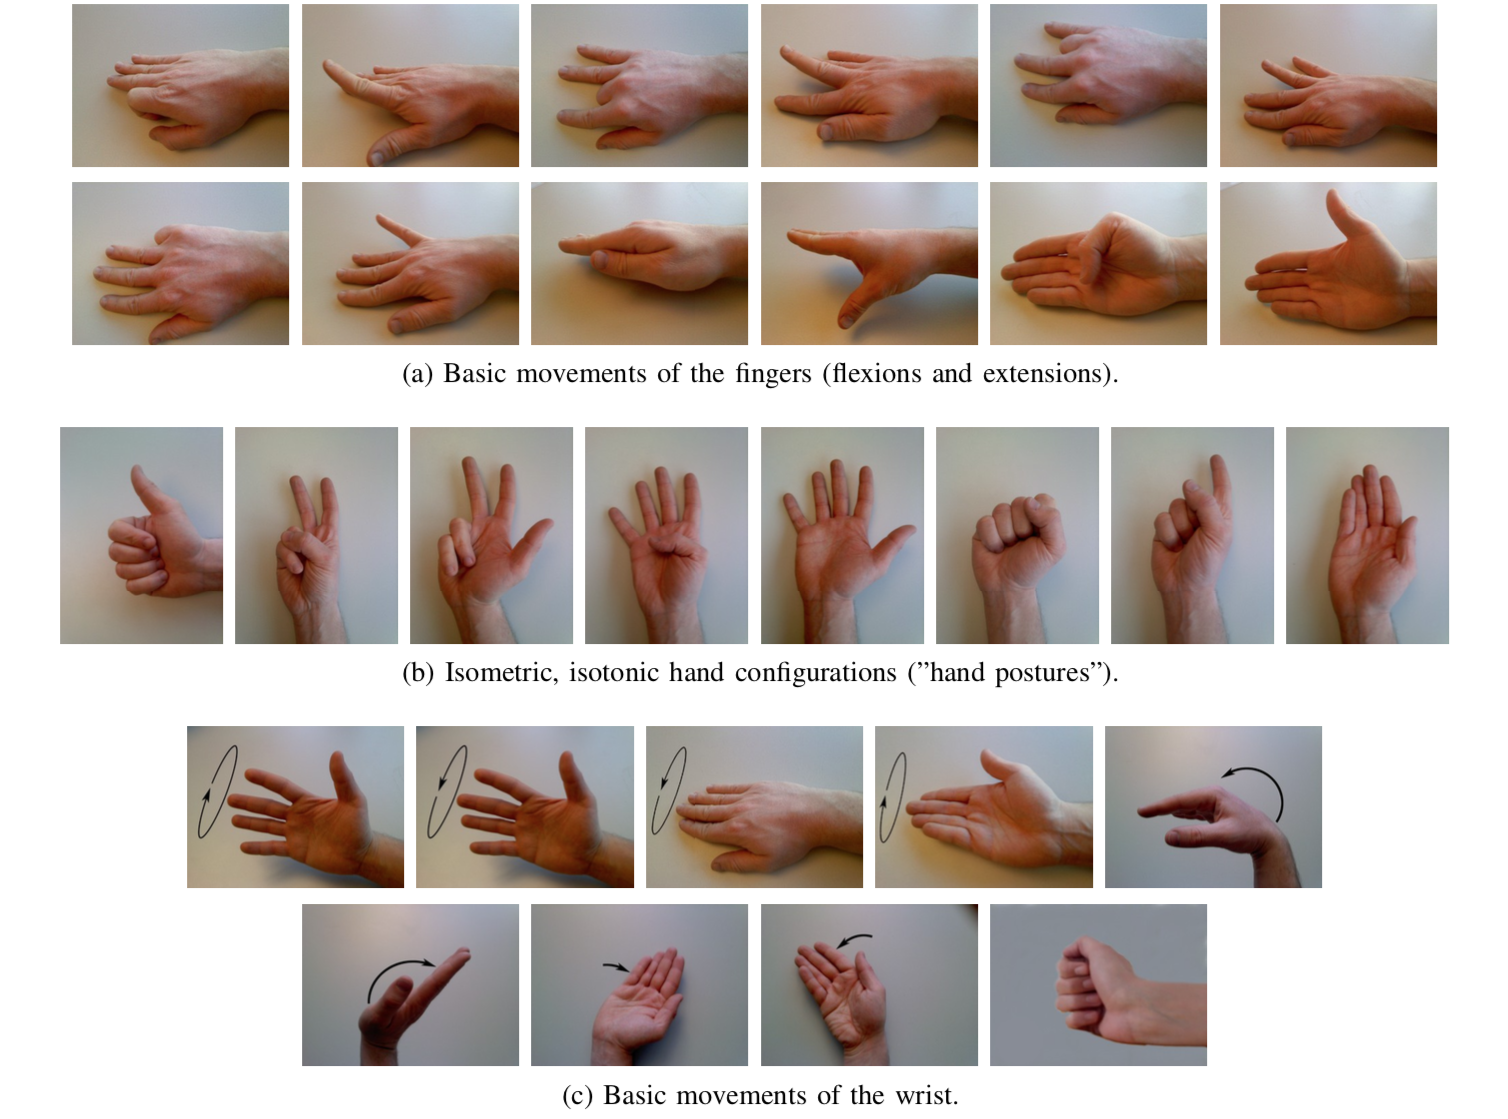 (a) Basic movements of the fingers (flexions and extensions).
(b) Isometric, isotonic hand configurations (”hand postures”).
(c) Basic movements of the wrist.